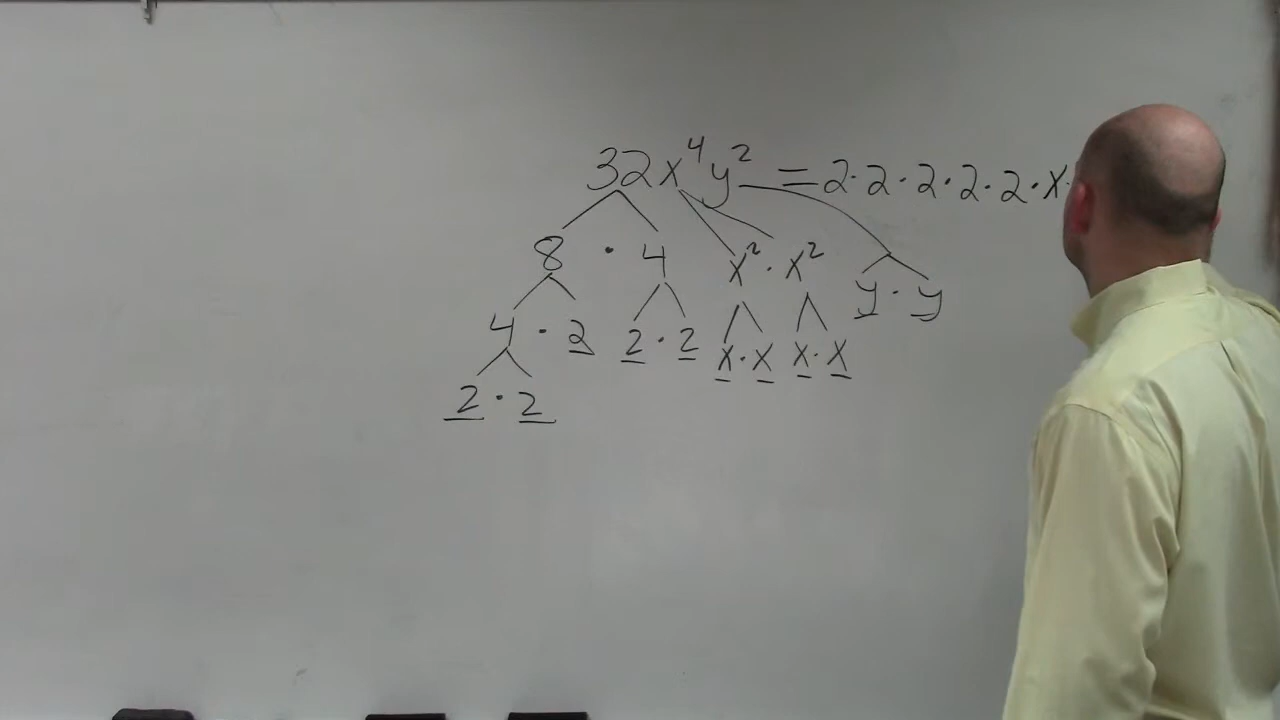 32x⁴y² = 2·2·2·2·2·x·
8 · 4 x²·x² y·y
4 · 2 2·2 x·x x·x
2·2